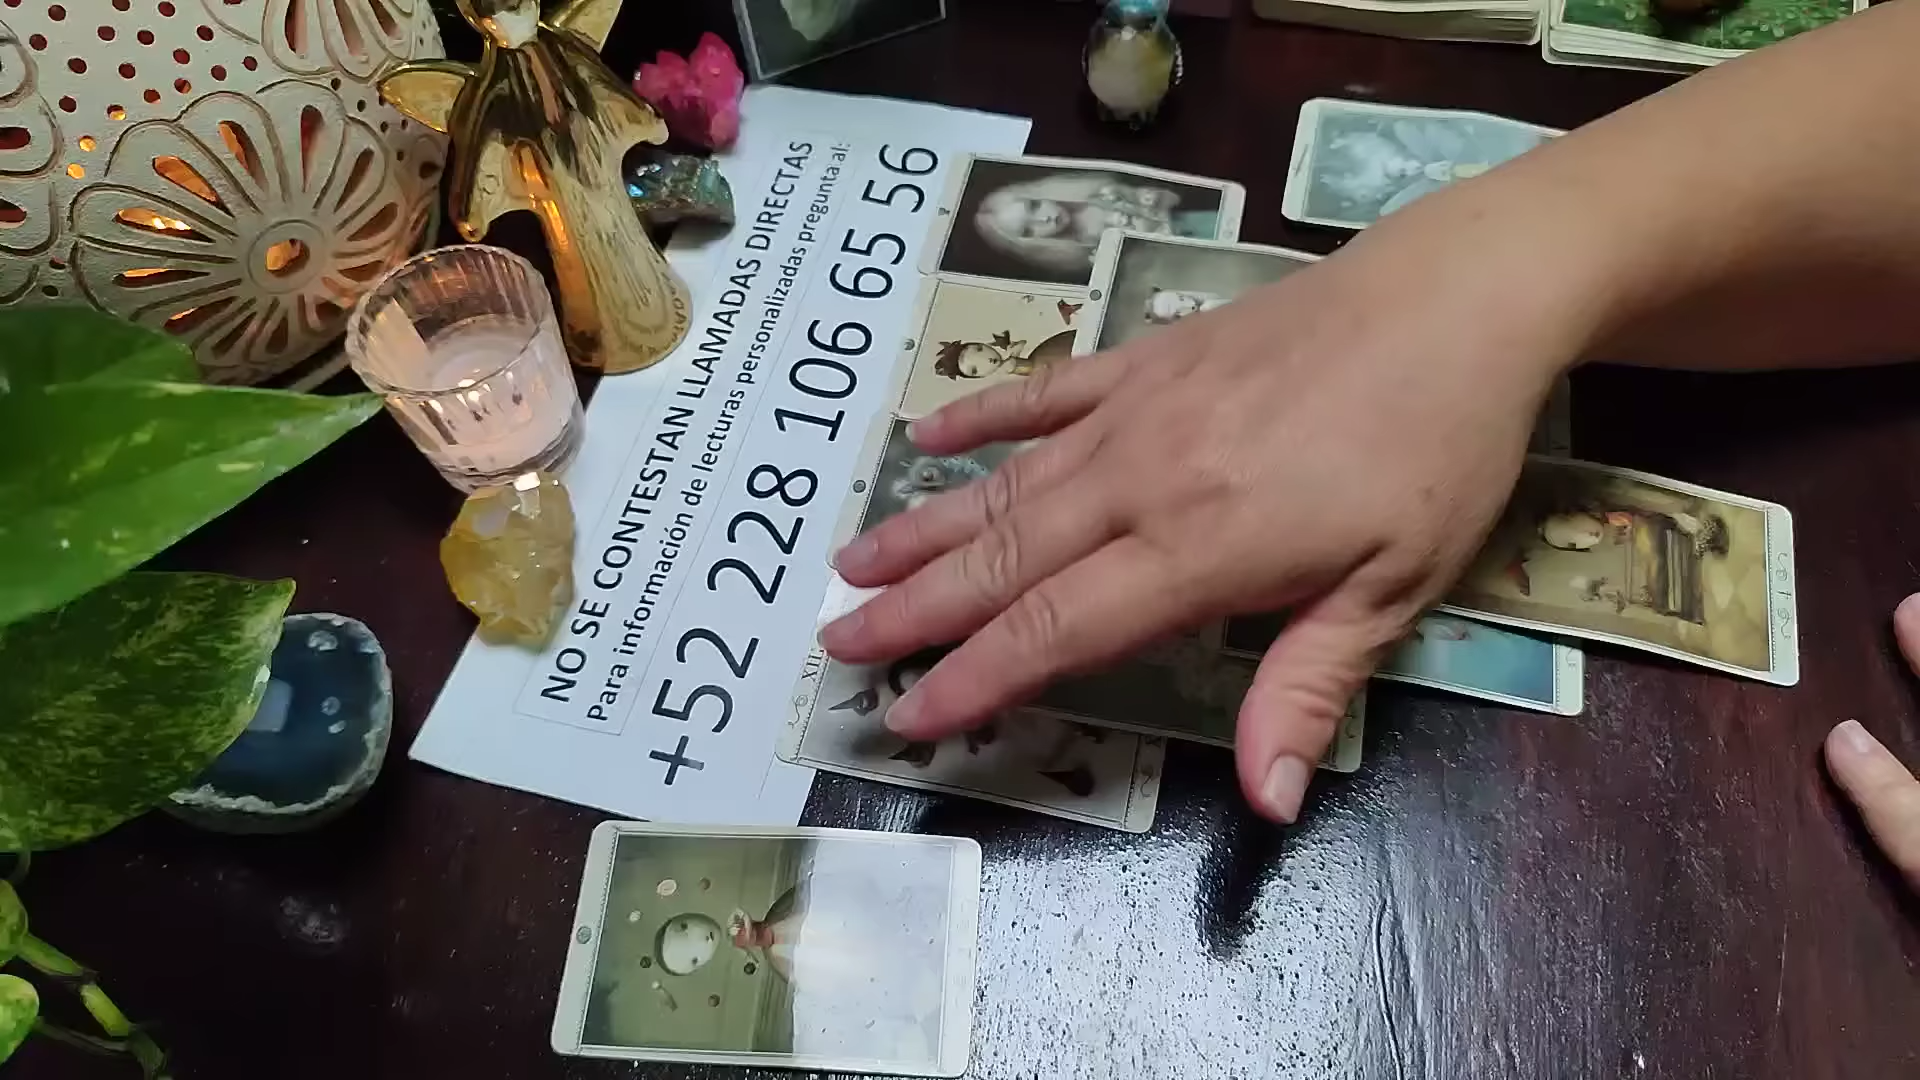 NO SE CONTESTAN LLAMADAS DIRECTAS
Para información de lecturas personalizadas pregunta al:
+52 228 106 65 56